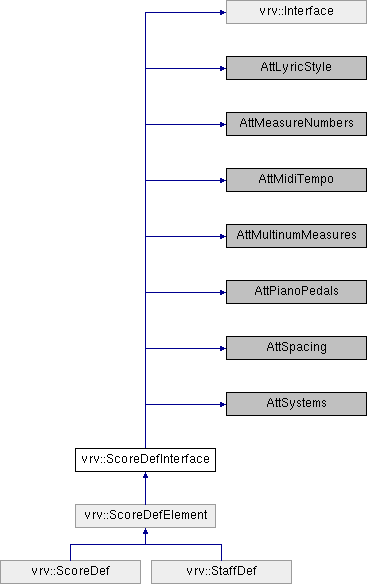 vrv::Interface
AttLyricStyle
AttMeasureNumbers
AttMidiTempo
AttMultinumMeasures
AttPianoPedals
AttSpacing
AttSystems
vrv::ScoreDefInterface
vrv::ScoreDefElement
vrv::ScoreDef
vrv::StaffDef